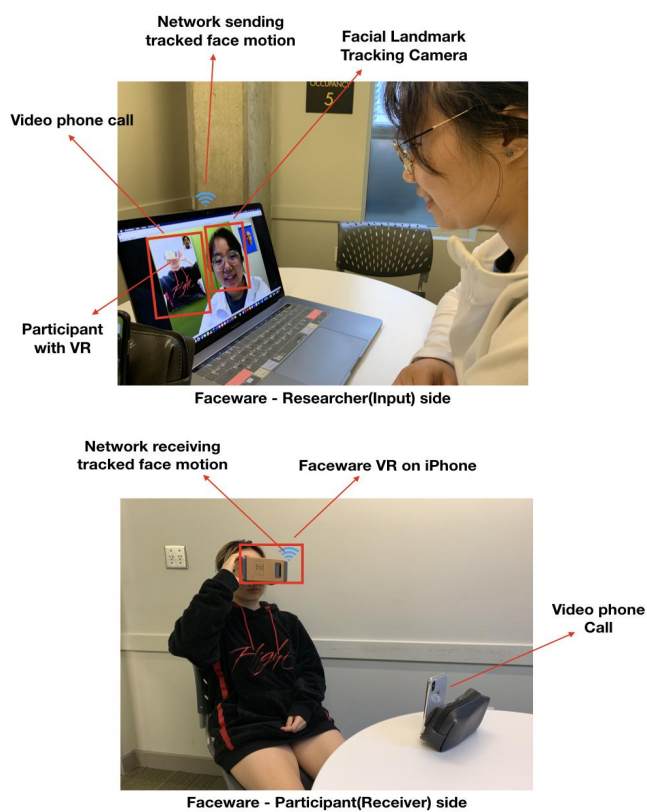 Network sending
tracked face motion
Facial Landmark
Tracking Camera
Video phone call
OCCUPANCY
5
Participant
with VR
Faceware - Researcher(Input) side
Network receiving
tracked face motion
Faceware VR on iPhone
Flight
Video phone
Call
Faceware - Participant(Receiver) side